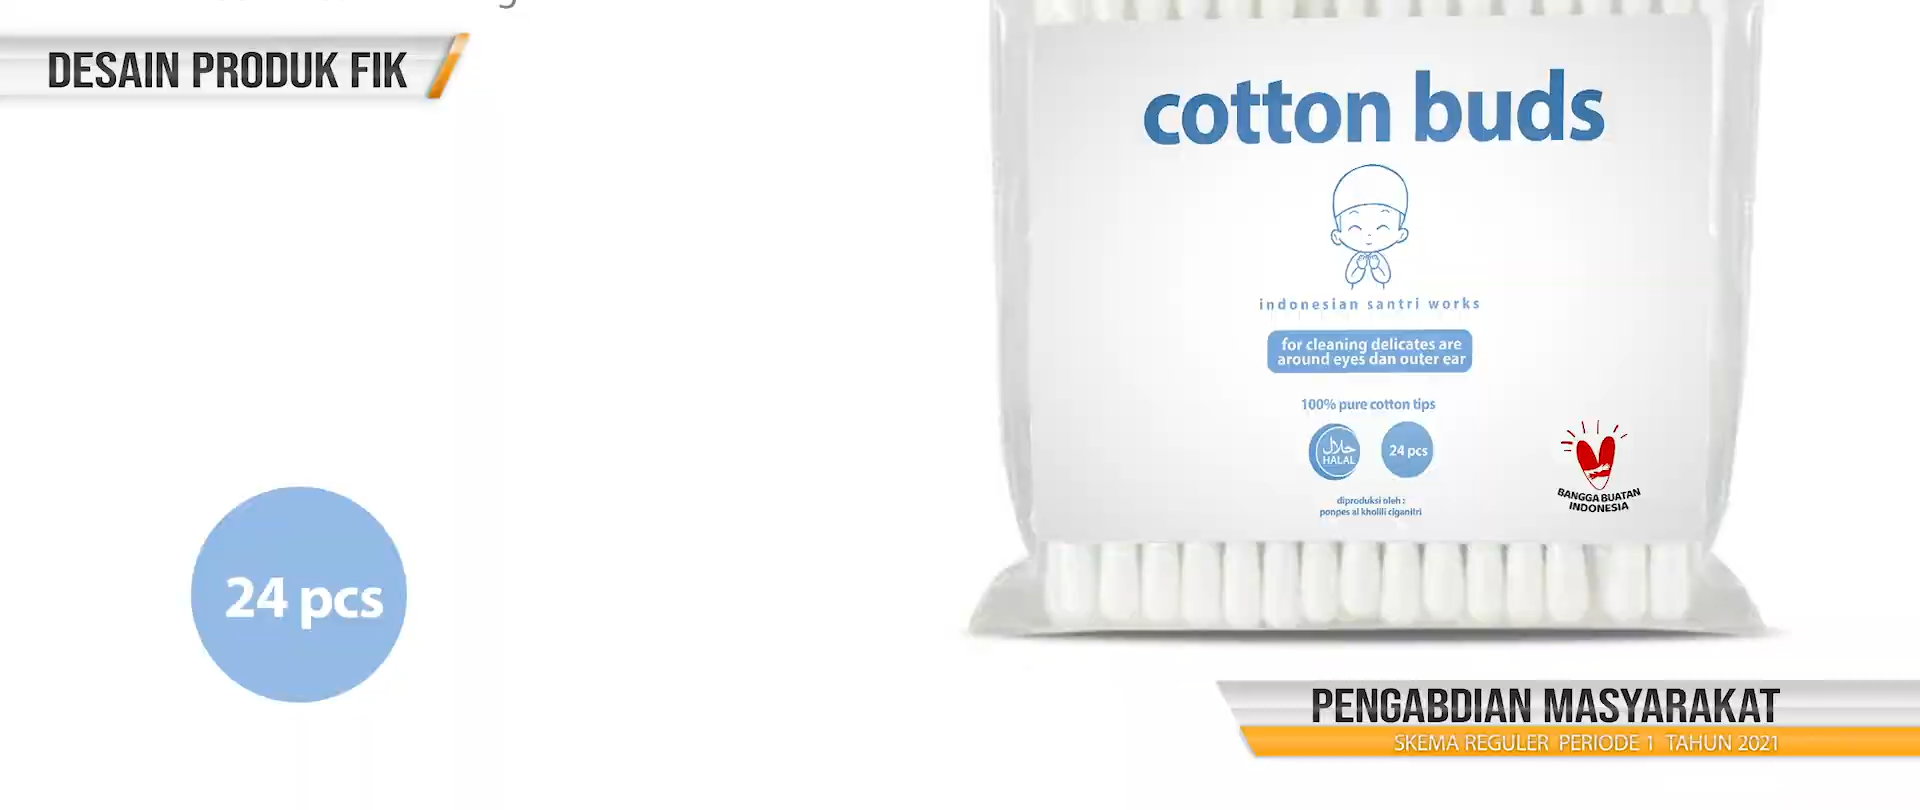 DESAIN PRODUK FIK
cotton buds
indonesian santri works
for cleaning delicates are
around eyes dan outer ear
100% pure cotton tips
حلال
HALAL
24 pcs
diproduksi oleh :
ponpes al kholili ciganitri
BANGGA BUATAN
INDONESIA
24 pcs
PENGABDIAN MASYARAKAT
SKEMA REGULER PERIODE 1 TAHUN 2021